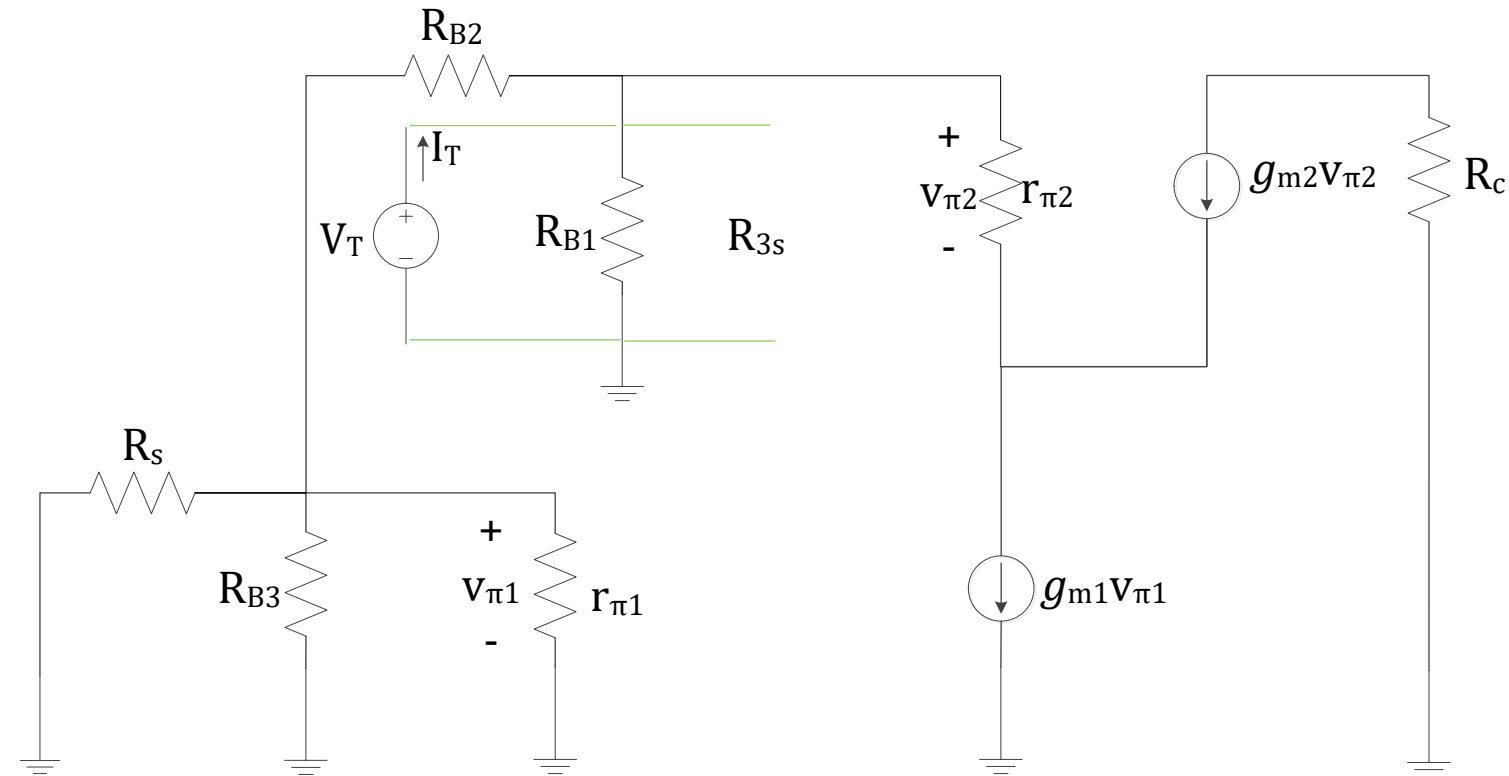 R_B2
I_T
+
V_T
−
R_B1
R_3s
+
v_π2
-
r_π2
g_m2v_π2
R_c
R_s
R_B3
+
v_π1
-
r_π1
g_m1v_π1